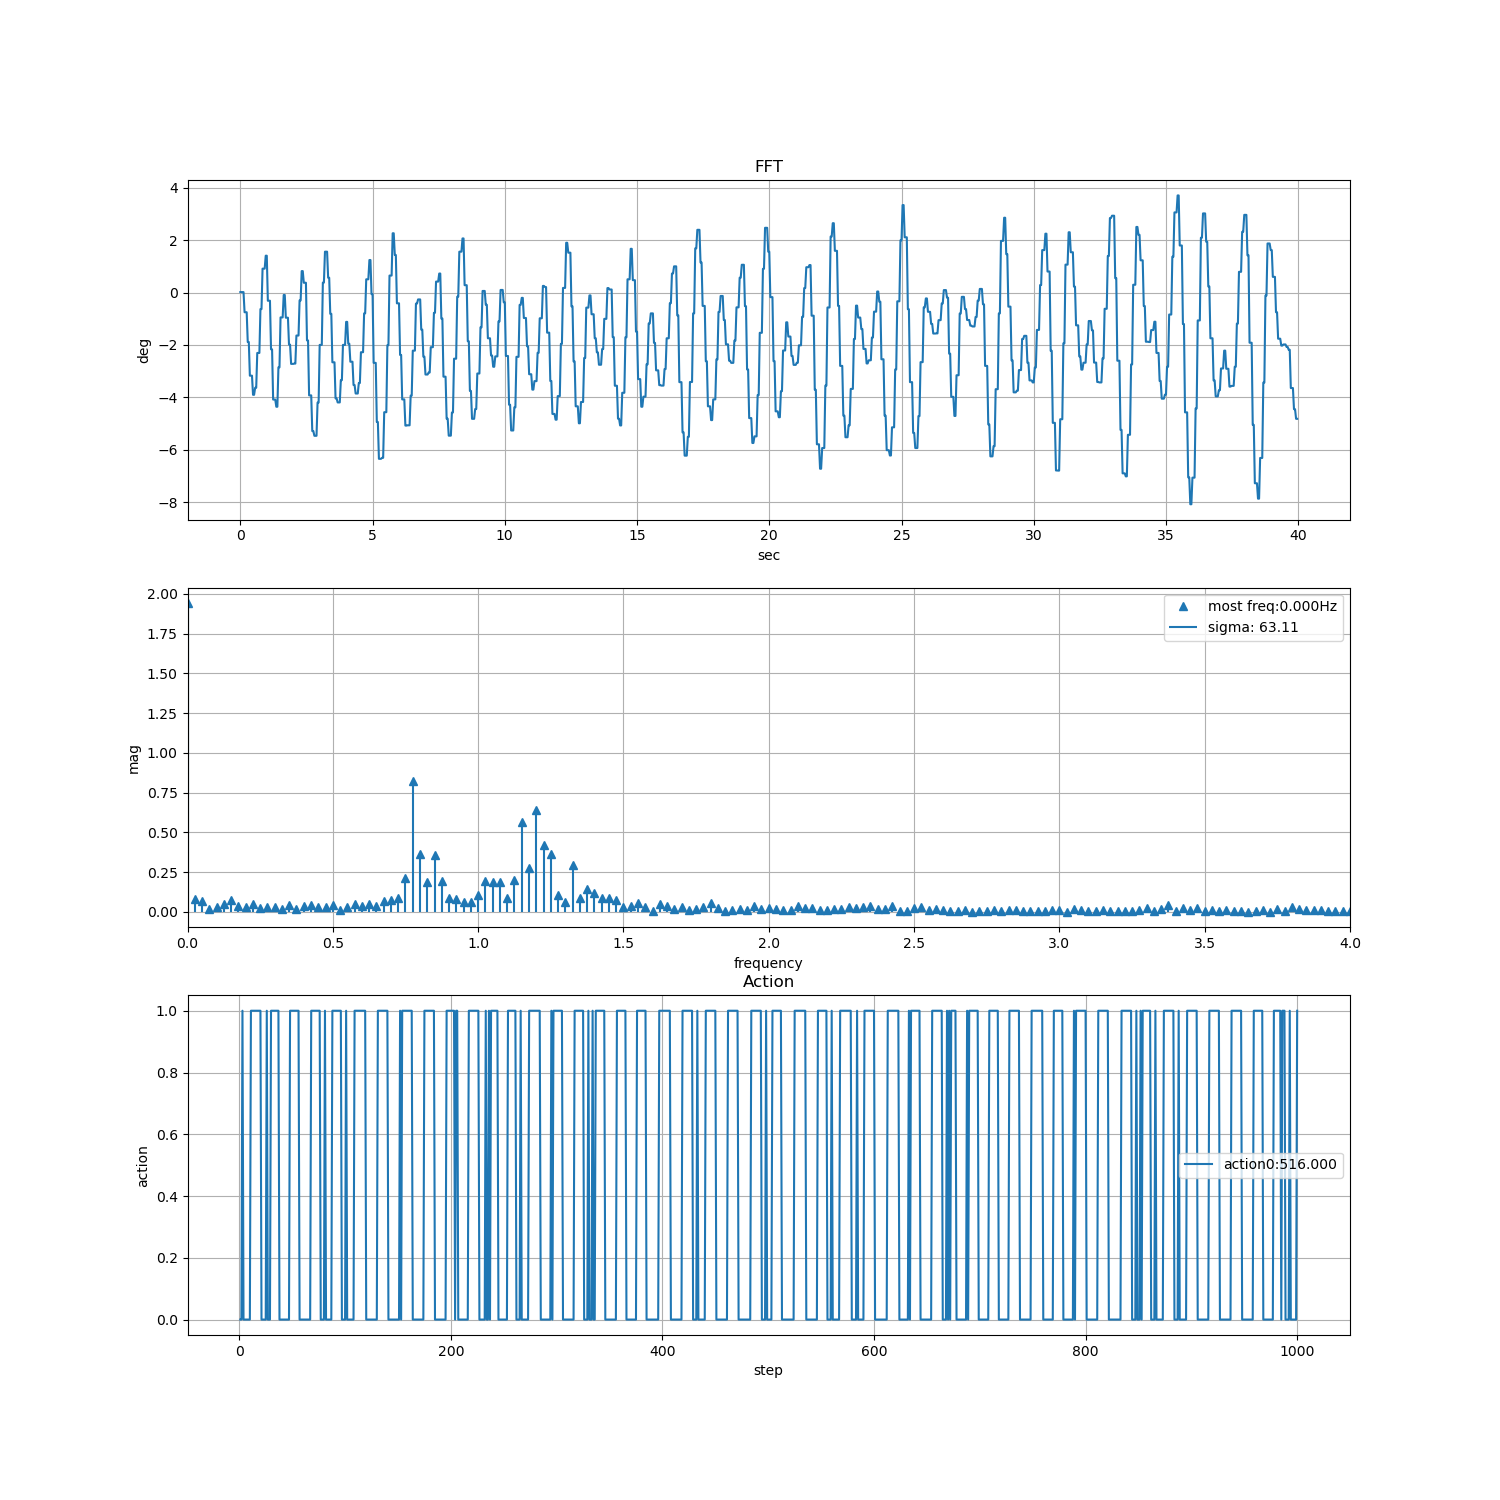 FFT
4
2
0
−2
−4
−6
−8
deg
0 5 10 15 20 25 30 35 40
sec
2.00
1.75
1.50
1.25
1.00
0.75
0.50
0.25
0.00
mag
most freq:0.000Hz
sigma: 63.11
0.0 0.5 1.0 1.5 2.0 2.5 3.0 3.5 4.0
frequency
Action
1.0
0.8
0.6
0.4
0.2
0.0
action
action0:516.000
0 200 400 600 800 1000
step